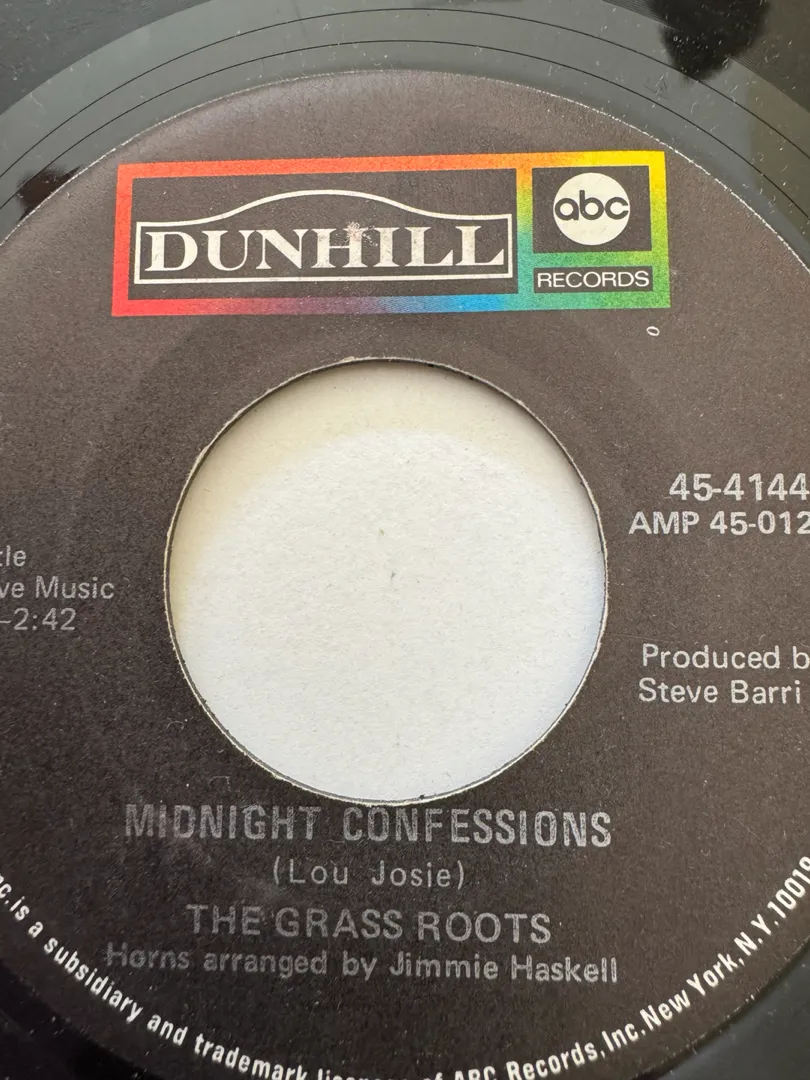 DUNHILL
abc
RECORDS
45-4144
AMP 45-012
tle
ve Music
-2:42
Produced b
Steve Barri
MIDNIGHT CONFESSIONS
(Lou Josie)
THE GRASS ROOTS
Horns arranged by Jimmie Haskell
nc. is a subsidiary and trademark of ABC Records, Inc. New York, N.Y. 10019